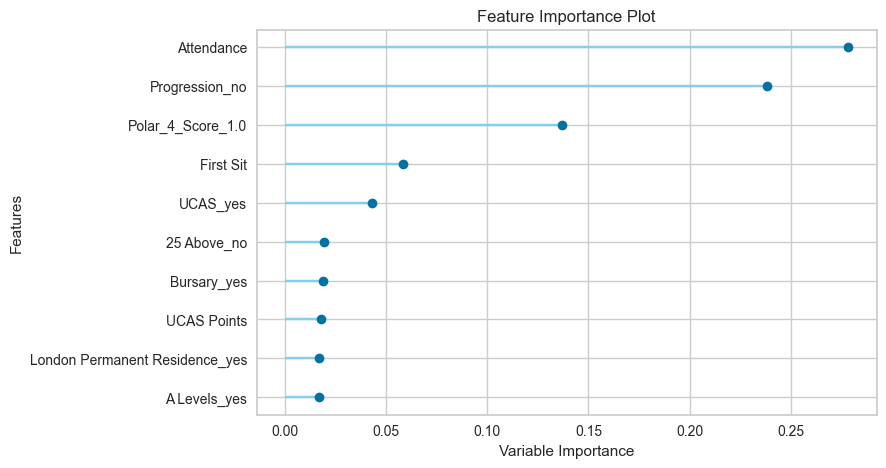 Feature Importance Plot
Attendance
Progression_no
Polar_4_Score_1.0
First Sit
UCAS_yes
25 Above_no
Bursary_yes
UCAS Points
London Permanent Residence_yes
A Levels_yes
Features
0.00 0.05 0.10 0.15 0.20 0.25
Variable Importance